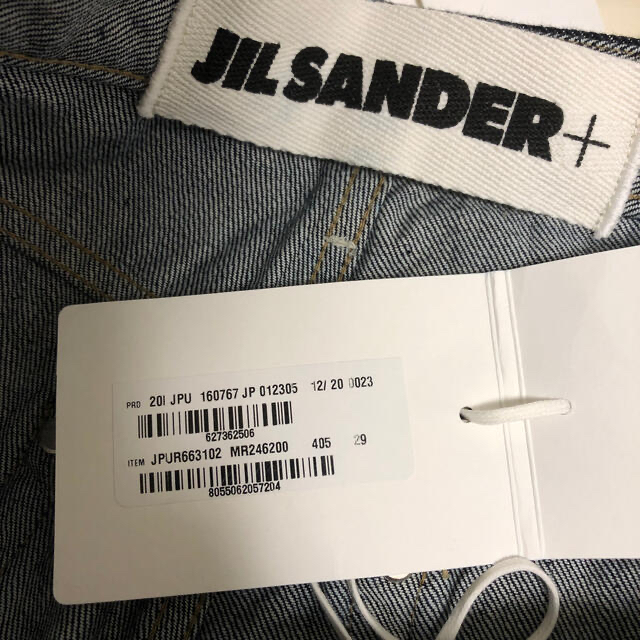 JIL SANDER+
PRD 20I JPU 160767 JP 012305 12/ 20 0023
627362506
ITEM JPUR663102 MR246200 405 29
8055062057204